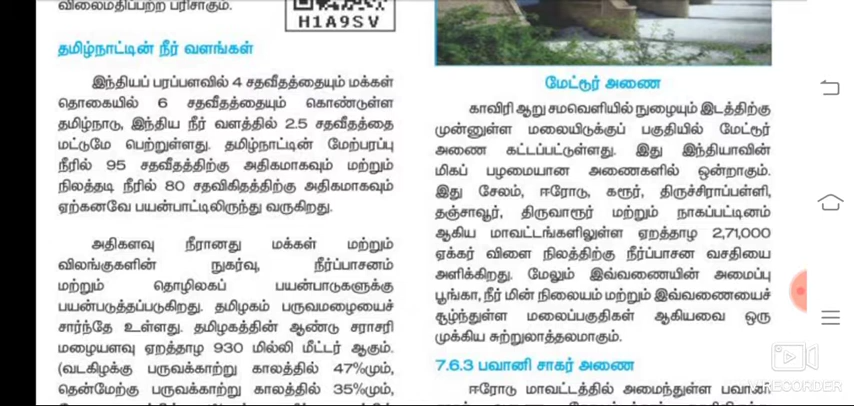 விலைமதிப்பற்ற பரிசாகும்.
H1A9SV
தமிழ்நாட்டின் நீர் வளங்கள்
இந்தியப் பரப்பளவில் 4 சதவீதத்தையும் மக்கள்
தொகையில் 6 சதவீதத்தையும் கொண்டுள்ள
தமிழ்நாடு, இந்திய நீர் வளத்தில் 2.5 சதவீதத்தை
மட்டுமே பெற்றுள்ளது. தமிழ்நாட்டின் மேற்பரப்பு
நீரில் 95 சதவீதத்திற்கு அதிகமாகவும் மற்றும்
நிலத்தடி நீரில் 80 சதவிகிதத்திற்கு அதிகமாகவும்
ஏற்கனவே பயன்பாட்டிலிருந்து வருகிறது.
அதிகளவு நீரானது மக்கள் மற்றும்
விலங்குகளின் நுகர்வு, நீர்ப்பாசனம்
மற்றும் தொழிலகப் பயன்பாடுகளுக்கு
பயன்படுத்தப்படுகிறது. தமிழகம் பருவமழையைச்
சார்ந்தே உள்ளது. தமிழகத்தின் ஆண்டு சராசரி
மழையளவு ஏறத்தாழ 930 மில்லி மீட்டர் ஆகும்.
(வடகிழக்கு பருவக்காற்று காலத்தில் 47%மும்,
தென்மேற்கு பருவக்காற்று காலத்தில் 35%மும்,
மேட்டூர் அணை
காவிரி ஆறு சமவெளியில் நுழையும் இடத்திற்கு
முன்னுள்ள மலையிடுக்குப் பகுதியில் மேட்டூர்
அணை கட்டப்பட்டுள்ளது. இது இந்தியாவின்
மிகப் பழமையான அணைகளில் ஒன்றாகும்.
இது சேலம், ஈரோடு, கரூர், திருச்சிராப்பள்ளி,
தஞ்சாவூர், திருவாரூர் மற்றும் நாகப்பட்டினம்
ஆகிய மாவட்டங்களிலுள்ள ஏறத்தாழ 2,71,000
ஏக்கர் விளை நிலத்திற்கு நீர்ப்பாசன வசதியை
அளிக்கிறது. மேலும் இவ்வணையின் அமைப்பு
பூங்கா, நீர் மின் நிலையம் மற்றும் இவ்வணையைச்
சூழ்ந்துள்ள மலைப்பகுதிகள் ஆகியவை ஒரு
முக்கிய சுற்றுலாத்தலமாகும்.
7.6.3 பவானி சாகர் அணை
ஈரோடு மாவட்டத்தில் அமைந்துள்ள பவானி
RECORDER